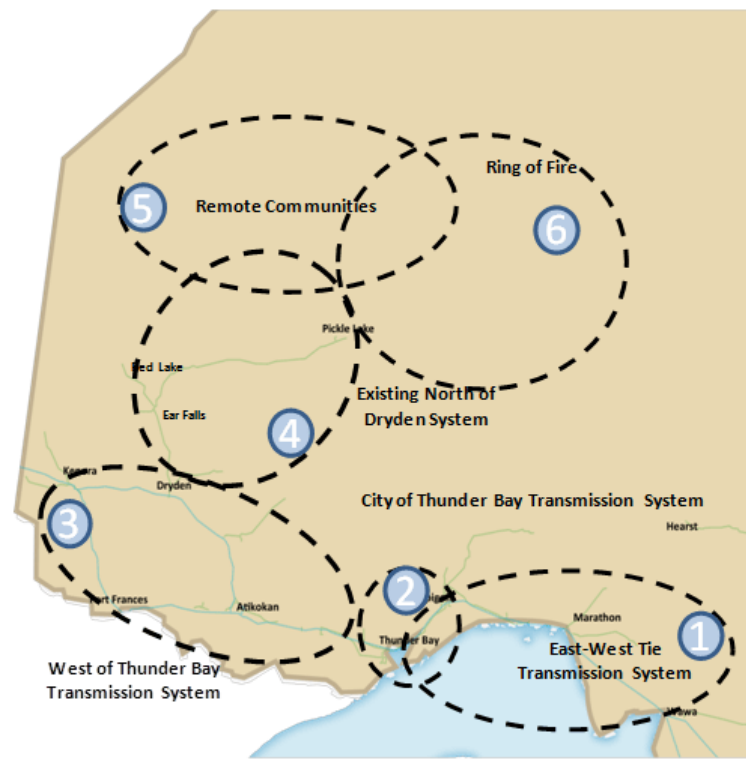 Ring of Fire
5
Remote Communities
6
Pickle Lake
Red Lake
Existing North of
Dryden System
Ear Falls
4
Kenora
Dryden
City of Thunder Bay Transmission System
3
Hearst
2
Fort Frances
Atikokan
Marathon
1
Thunder Bay
East-West Tie
Transmission System
West of Thunder Bay
Transmission System
Wawa